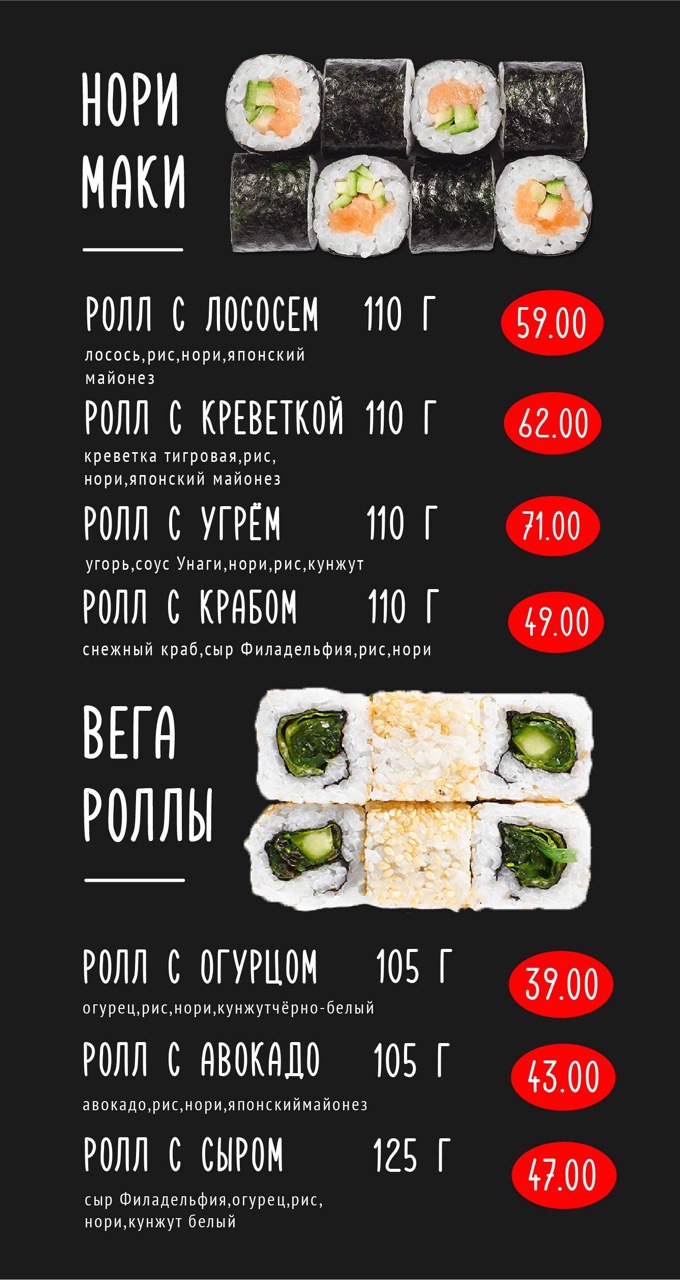 НОРИ
МАКИ
РОЛЛ С ЛОСОСЕМ 110 Г 59.00
лосось,рис,нори,японский
майонез
РОЛЛ С КРЕВЕТКОЙ 110 Г 62.00
креветка тигровая,рис,
нори,японский майонез
РОЛЛ С УГРЁМ 110 Г 71.00
угорь,соус Унаги,нори,рис,кунжут
РОЛЛ С КРАБОМ 110 Г 49.00
снежный краб,сыр Филадельфия,рис,нори
ВЕГА
РОЛЛЫ
РОЛЛ С ОГУРЦОМ 105 Г 39.00
огурец,рис,нори,кунжутчёрно-белый
РОЛЛ С АВОКАДО 105 Г 43.00
авокадо,рис,нори,японскиймайонез
РОЛЛ С СЫРОМ 125 Г 47.00
сыр Филадельфия,огурец,рис,
нори,кунжут белый